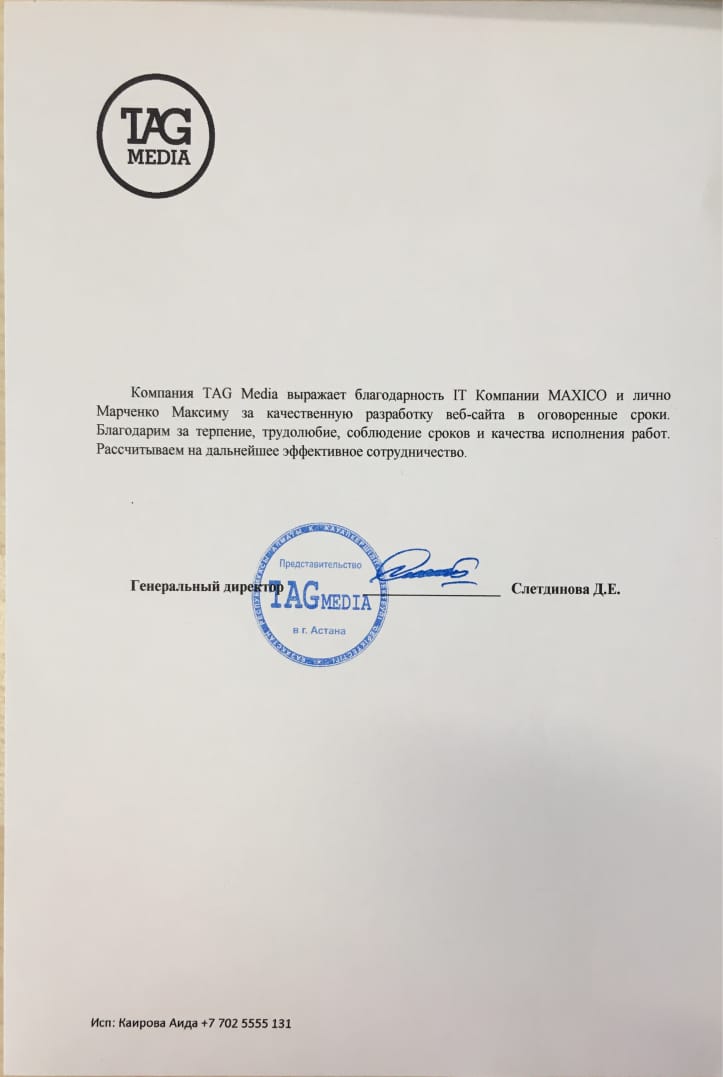 TAG
MEDIA
Компания TAG Media выражает благодарность IT Компании MAXICO и лично
Марченко Максиму за качественную разработку веб-сайта в оговоренные сроки.
Благодарим за терпение, трудолюбие, соблюдение сроков и качества исполнения работ.
Рассчитываем на дальнейшее эффективное сотрудничество.
Представительство
Генеральный директор
Слетдинова Д.Е.
TAG MEDIA
в г. Астана
Исп: Каирова Аида +7 702 5555 131